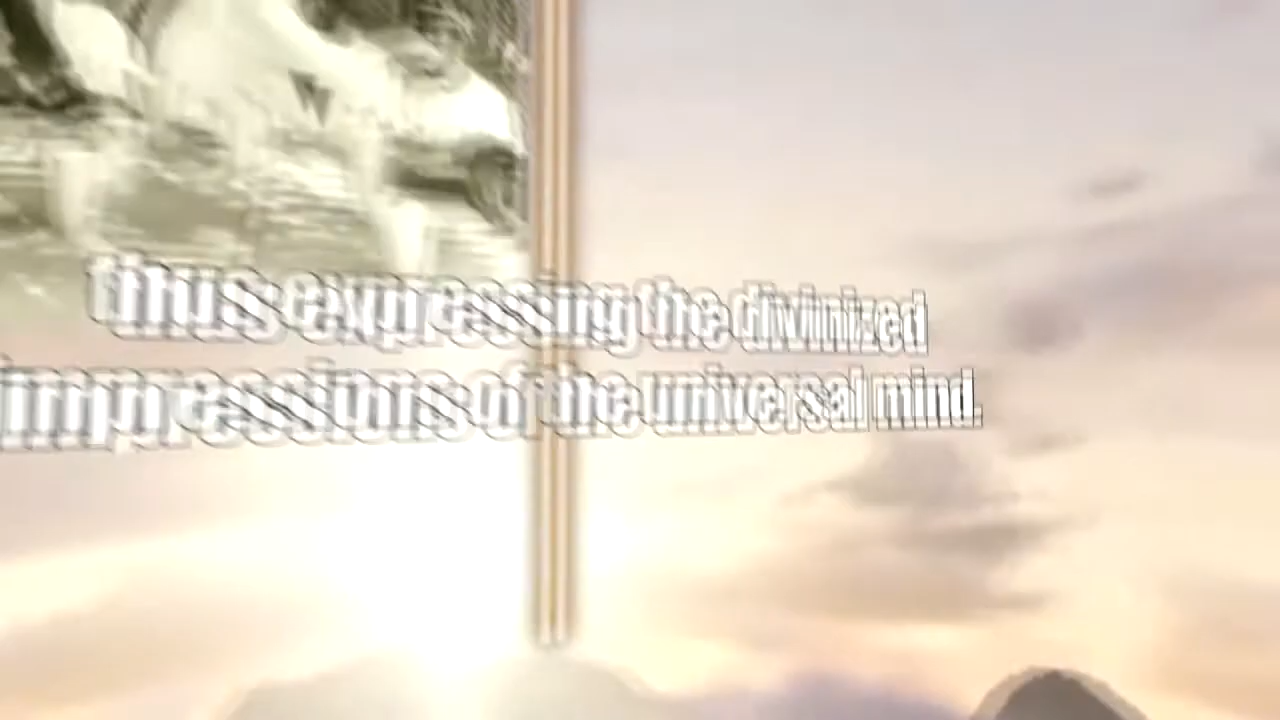 thus expressing the divinized
impressions of the universal mind.